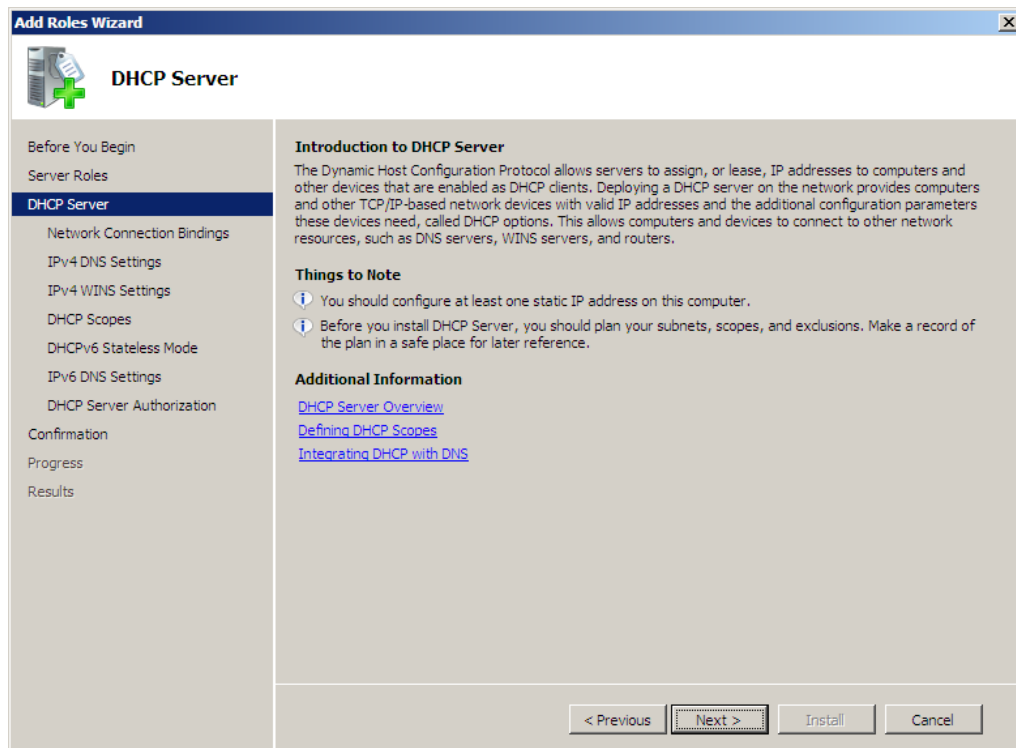 Add Roles Wizard
DHCP Server
Before You Begin
Server Roles
DHCP Server
Network Connection Bindings
IPv4 DNS Settings
IPv4 WINS Settings
DHCP Scopes
DHCPv6 Stateless Mode
IPv6 DNS Settings
DHCP Server Authorization
Confirmation
Progress
Results
Introduction to DHCP Server
The Dynamic Host Configuration Protocol allows servers to assign, or lease, IP addresses to computers and
other devices that are enabled as DHCP clients. Deploying a DHCP server on the network provides computers
and other TCP/IP-based network devices with valid IP addresses and the additional configuration parameters
these devices need, called DHCP options. This allows computers and devices to connect to other network
resources, such as DNS servers, WINS servers, and routers.
Things to Note
You should configure at least one static IP address on this computer.
Before you install DHCP Server, you should plan your subnets, scopes, and exclusions. Make a record of
the plan in a safe place for later reference.
Additional Information
DHCP Server Overview
Defining DHCP Scopes
Integrating DHCP with DNS
< Previous
Next >
Install
Cancel